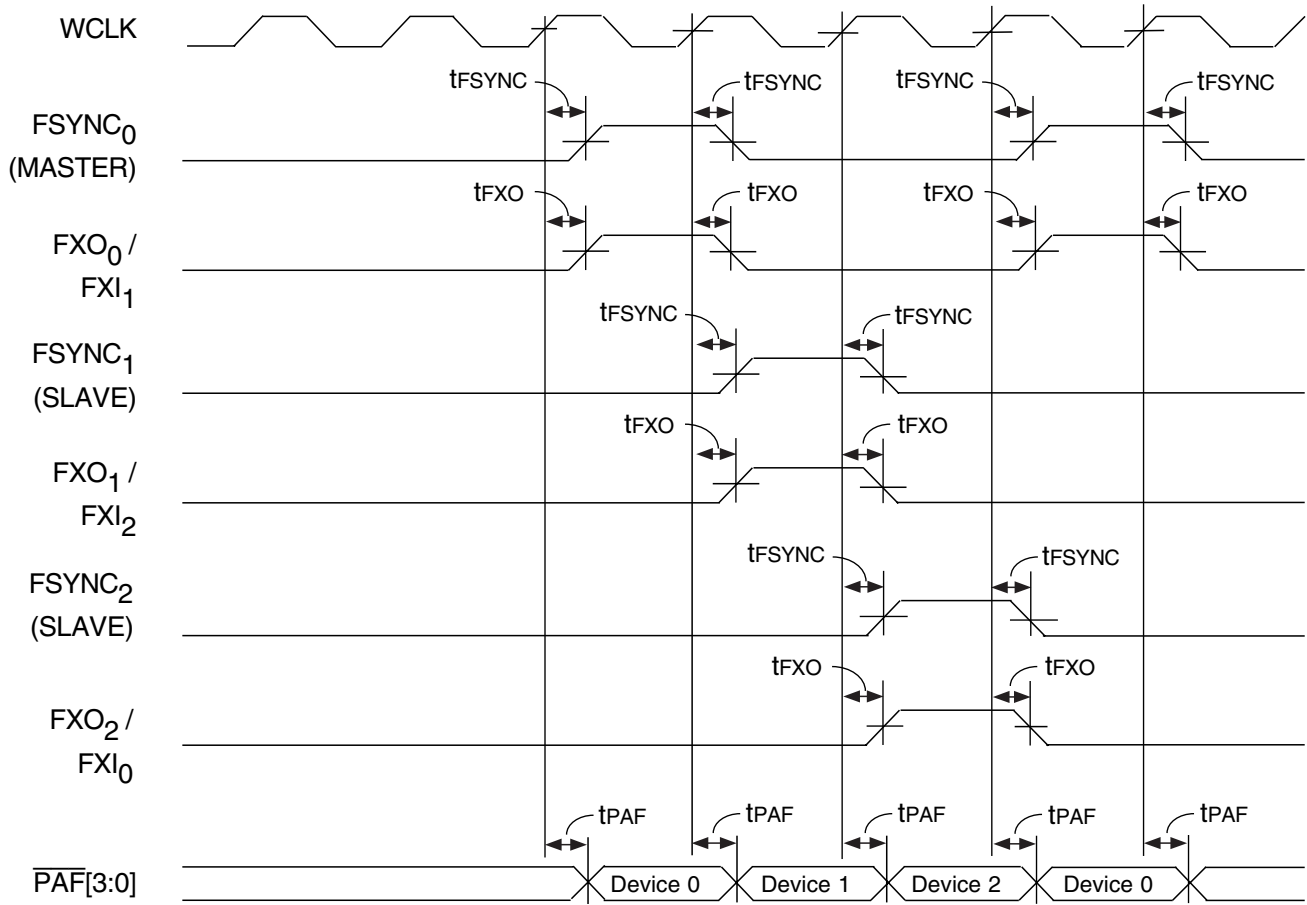 WCLK
tFSYNC tFSYNC tFSYNC tFSYNC
FSYNC0
(MASTER)
tFXO tFXO tFXO tFXO
FXO0 /
FXI1
tFSYNC tFSYNC
FSYNC1
(SLAVE)
tFXO tFXO
FXO1 /
FXI2
tFSYNC tFSYNC
FSYNC2
(SLAVE)
tFXO tFXO
FXO2 /
FXI0
tPAF tPAF tPAF tPAF tPAF
PAF[3:0] Device 0 Device 1 Device 2 Device 0